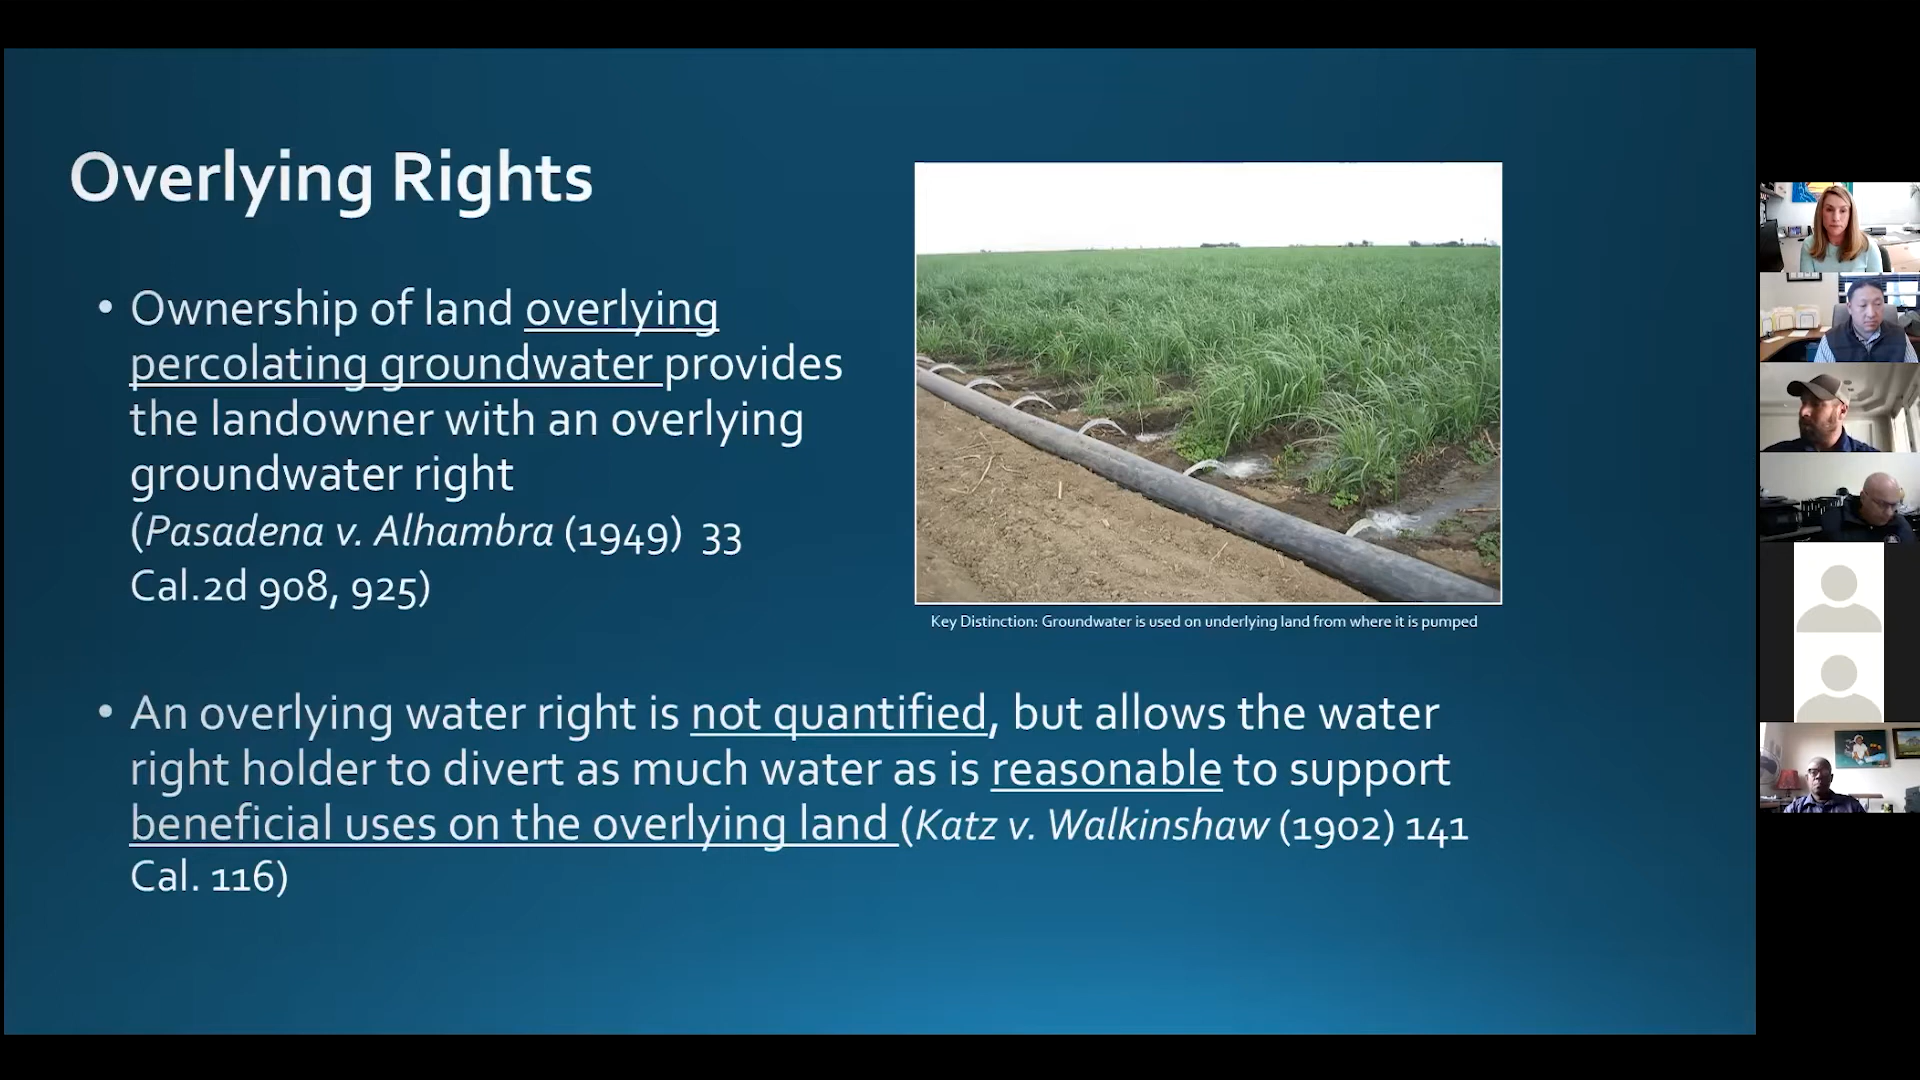 Overlying Rights
• Ownership of land overlying
percolating groundwater provides
the landowner with an overlying
groundwater right
(Pasadena v. Alhambra (1949) 33
Cal.2d 908, 925)
Key Distinction: Groundwater is used on underlying land from where it is pumped
• An overlying water right is not quantified, but allows the water
right holder to divert as much water as is reasonable to support
beneficial uses on the overlying land (Katz v. Walkinshaw (1902) 141
Cal. 116)